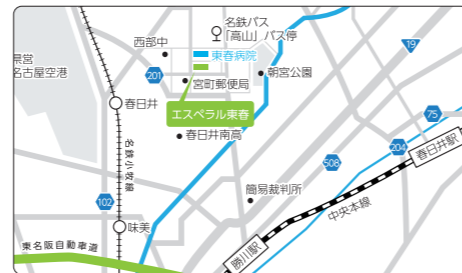 名鉄バス
「高山」バス停
西部中
東春病院
19
県営
名古屋空港
201
朝宮公園
宮町郵便局
春日井
エスペラル東春
75
春日井南高
204
春日井駅
名鉄小牧線
508
簡易裁判所
102
中央本線
味美
勝川駅
東名阪自動車道